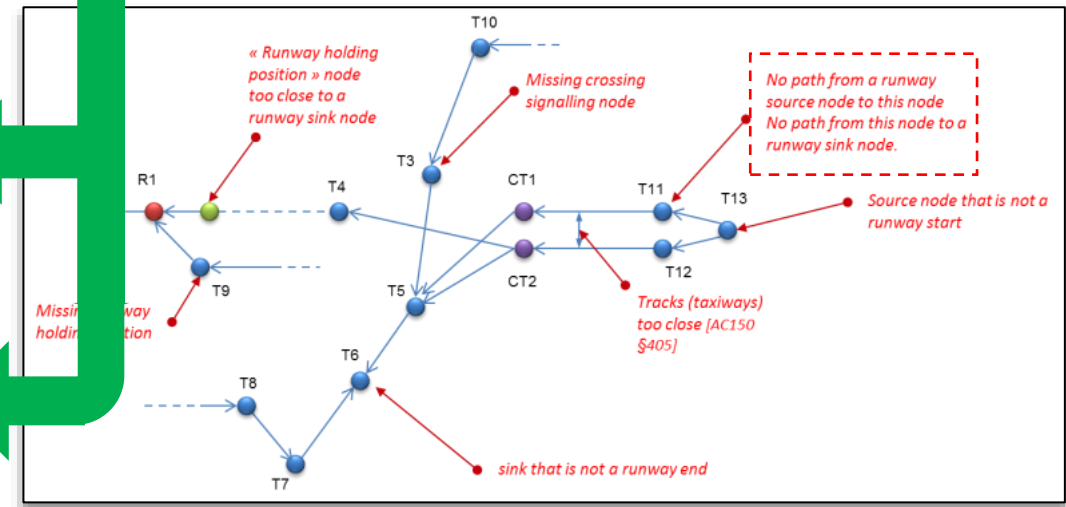 T10
« Runway holding
position » node
too close to a
runway sink node
Missing crossing
signalling node
No path from a runway
source node to this node
No path from this node to a
runway sink node.
T3
R1
T4
CT1
T11
T13
Source node that is not a
runway start
T9
CT2
T12
T5
Tracks (taxiways)
too close [AC150
§405]
way
T6
T8
sink that is not a runway end
T7